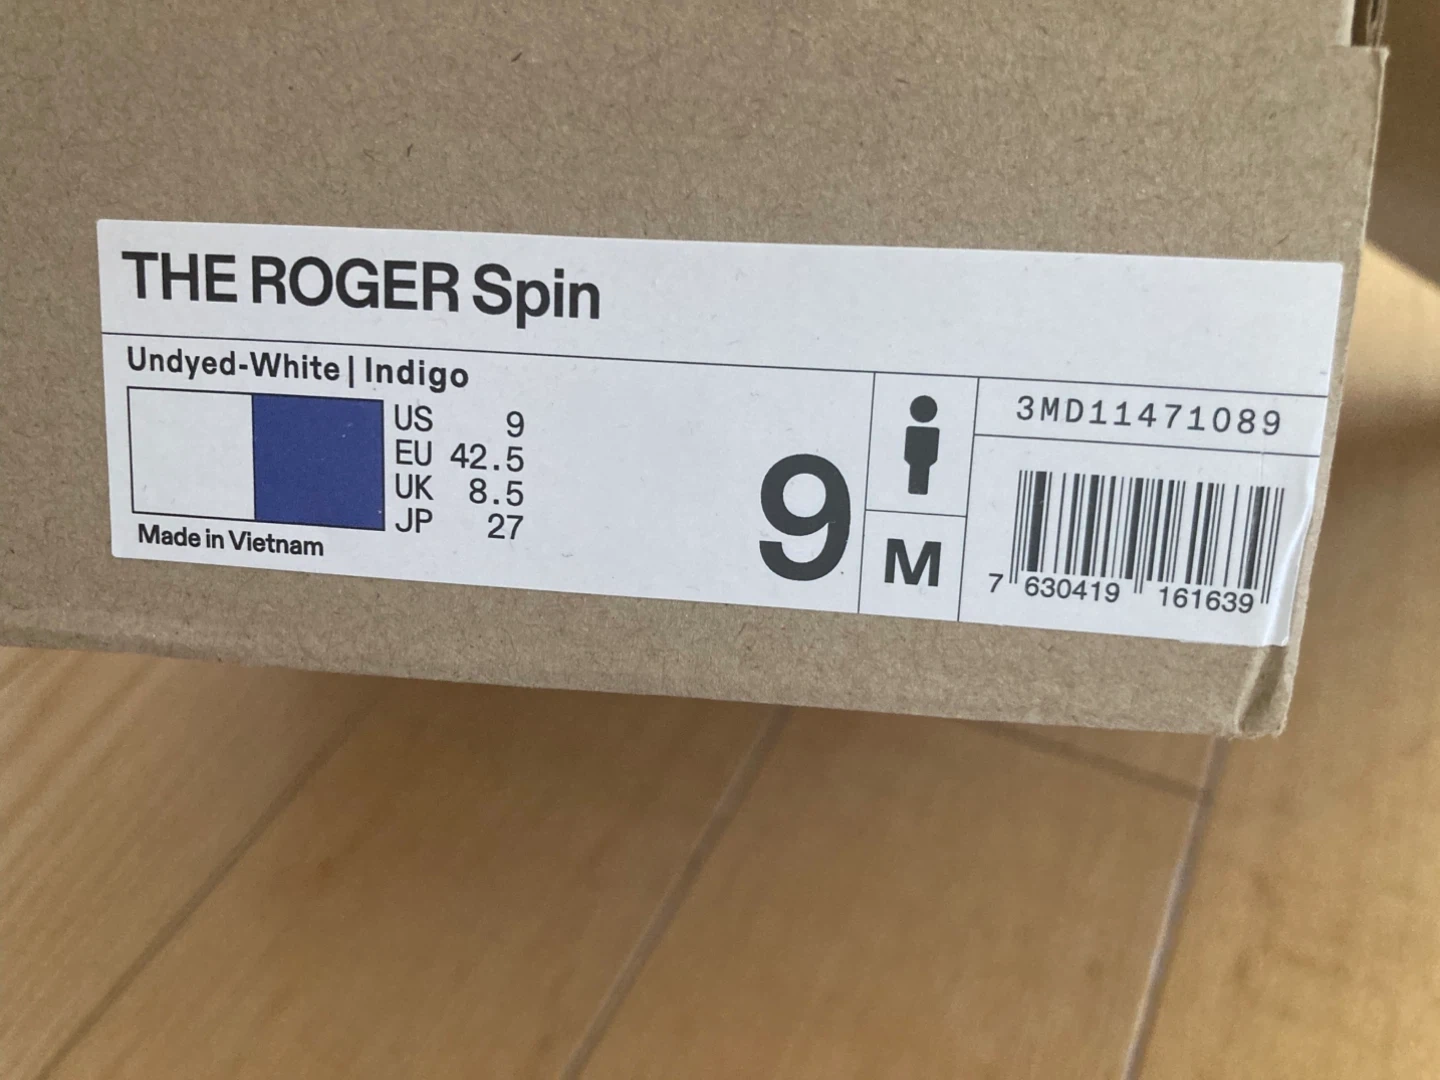 THE ROGER Spin
Undyed-White | Indigo
US 9
EU 42.5
UK 8.5
JP 27
Made in Vietnam
9
M
3MD11471089
7 630419 161639